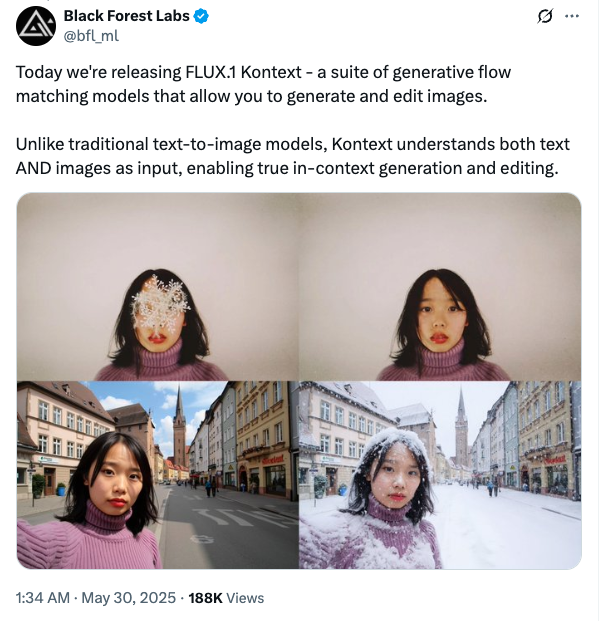 Black Forest Labs
@bfl_ml
Today we're releasing FLUX.1 Kontext - a suite of generative flow
matching models that allow you to generate and edit images.
Unlike traditional text-to-image models, Kontext understands both text
AND images as input, enabling true in-context generation and editing.
1:34 AM · May 30, 2025 · 188K Views